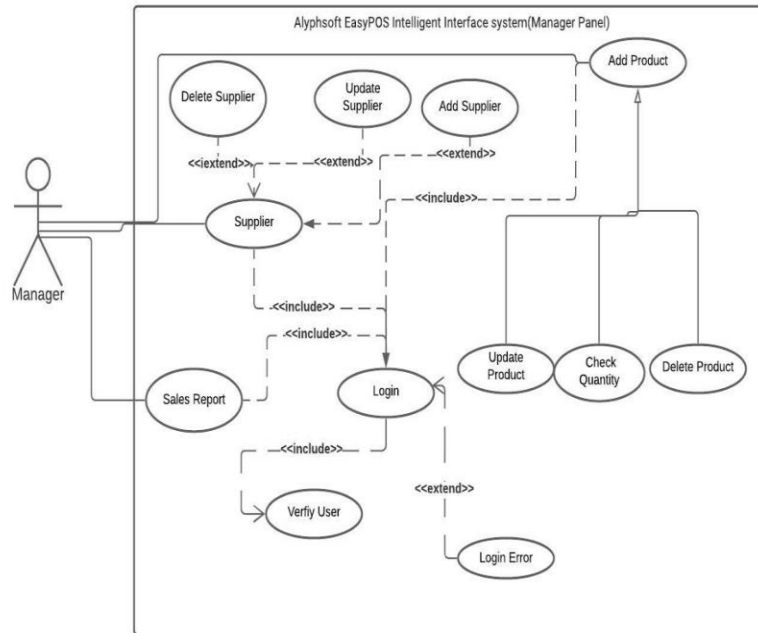 Alyphsoft EasyPOS Intelligent Interface system(Manager Panel)
Add Product
Delete Supplier
Update
Supplier
Add Supplier
<<iextend>>
<<extend>>
<<extend>>
<<include>>
Supplier
Manager
<<include>>
<<include>>
Sales Report
Login
Update
Product
Check
Quantity
Delete Product
<<include>>
<<extend>>
Verfiy User
Login Error